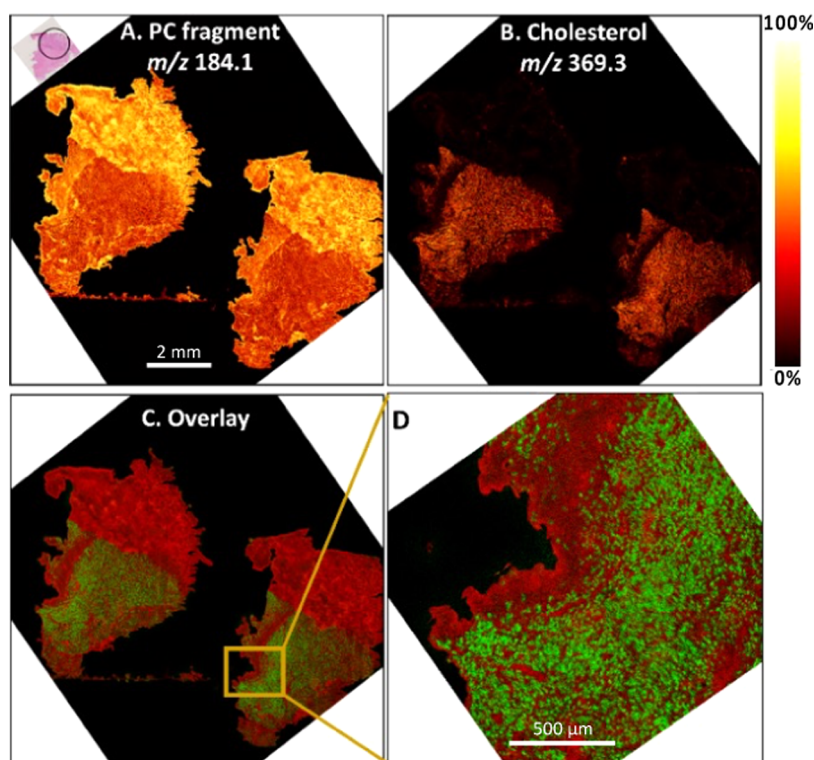 A. PC fragment
m/z 184.1
B. Cholesterol
m/z 369.3
100%
0%
2 mm
C. Overlay
D
500 µm